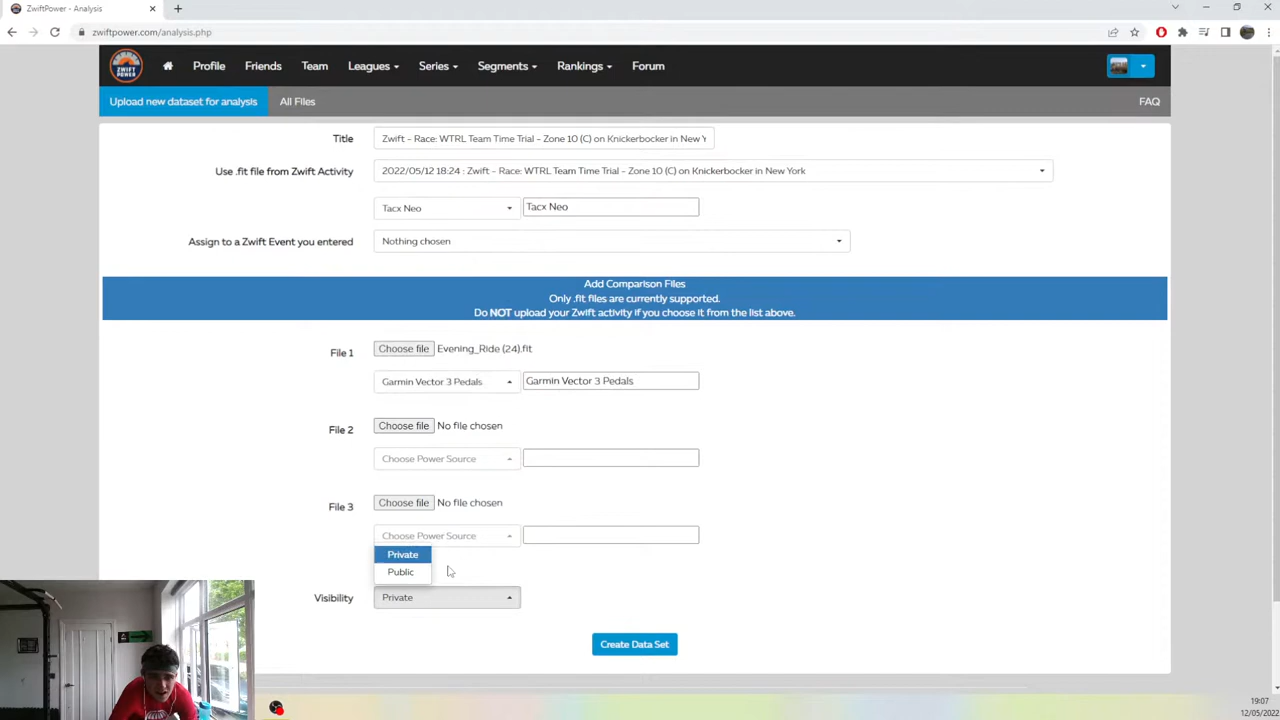 ZwiftPower - Analysis
zwiftpower.com/analysis.php
ZWIFT POWER
Profile Friends Team Leagues Series Segments Rankings Forum
Upload new dataset for analysis All Files FAQ
Title Zwift - Race: WTRL Team Time Trial - Zone 10 (C) on Knickerbocker in New Y
Use .fit file from Zwift Activity 2022/05/12 18:24 : Zwift - Race: WTRL Team Time Trial - Zone 10 (C) on Knickerbocker in New York
Tacx Neo Tacx Neo
Assign to a Zwift Event you entered Nothing chosen
Add Comparison Files
Only .fit files are currently supported.
Do NOT upload your Zwift activity if you choose it from the list above.
File 1 Choose file Evening_Ride (24).fit
Garmin Vector 3 Pedals Garmin Vector 3 Pedals
File 2 Choose file No file chosen
Choose Power Source
File 3 Choose file No file chosen
Choose Power Source
Private
Public
Visibility Private
Create Data Set
19:07
12/05/2022